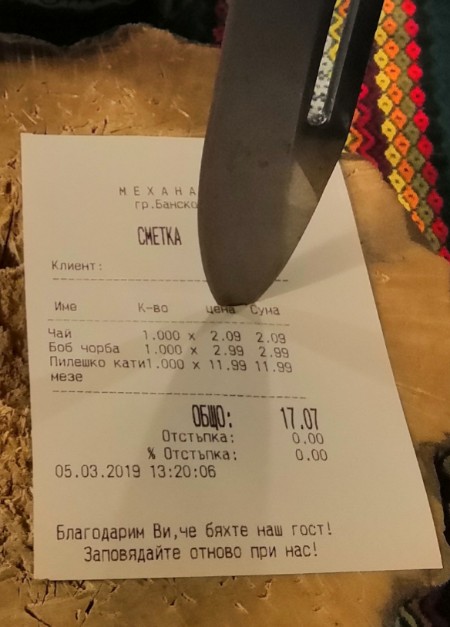 МЕХАНА
гр.Банско
СМЕТКА
Клиент:
Име К-во цена Сума
Чай 1.000 x 2.09 2.09
Боб чорба 1.000 x 2.99 2.99
Пилешко кати1.000 x 11.99 11.99
мезе
ОБЩО: 17.07
Отстъпка: 0.00
% Отстъпка: 0.00
05.03.2019 13:20:06
Благодарим Ви,че бяхте наш гост!
Заповядайте отново при нас!